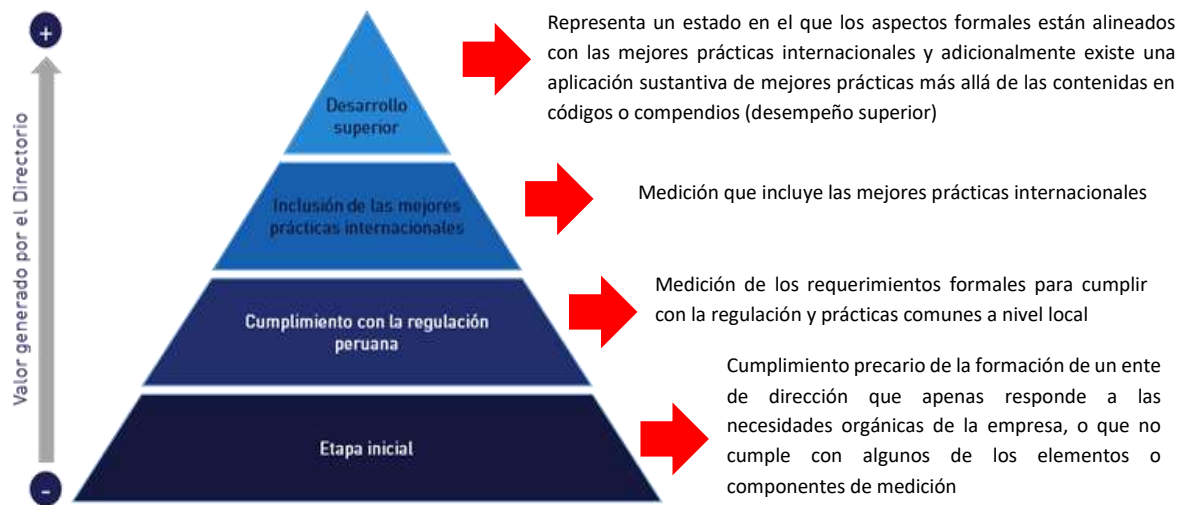 +
Valor generado por el Directorio
-
Desarrollo
superior
Representa un estado en el que los aspectos formales están alineados
con las mejores prácticas internacionales y adicionalmente existe una
aplicación sustantiva de mejores prácticas más allá de las contenidas en
códigos o compendios (desempeño superior)
Inclusión de las mejores
prácticas internacionales
Medición que incluye las mejores prácticas internacionales
Cumplimiento con la regulación
peruana
Medición de los requerimientos formales para cumplir
con la regulación y prácticas comunes a nivel local
Etapa inicial
Cumplimiento precario de la formación de un ente
de dirección que apenas responde a las
necesidades orgánicas de la empresa, o que no
cumple con algunos de los elementos o
componentes de medición